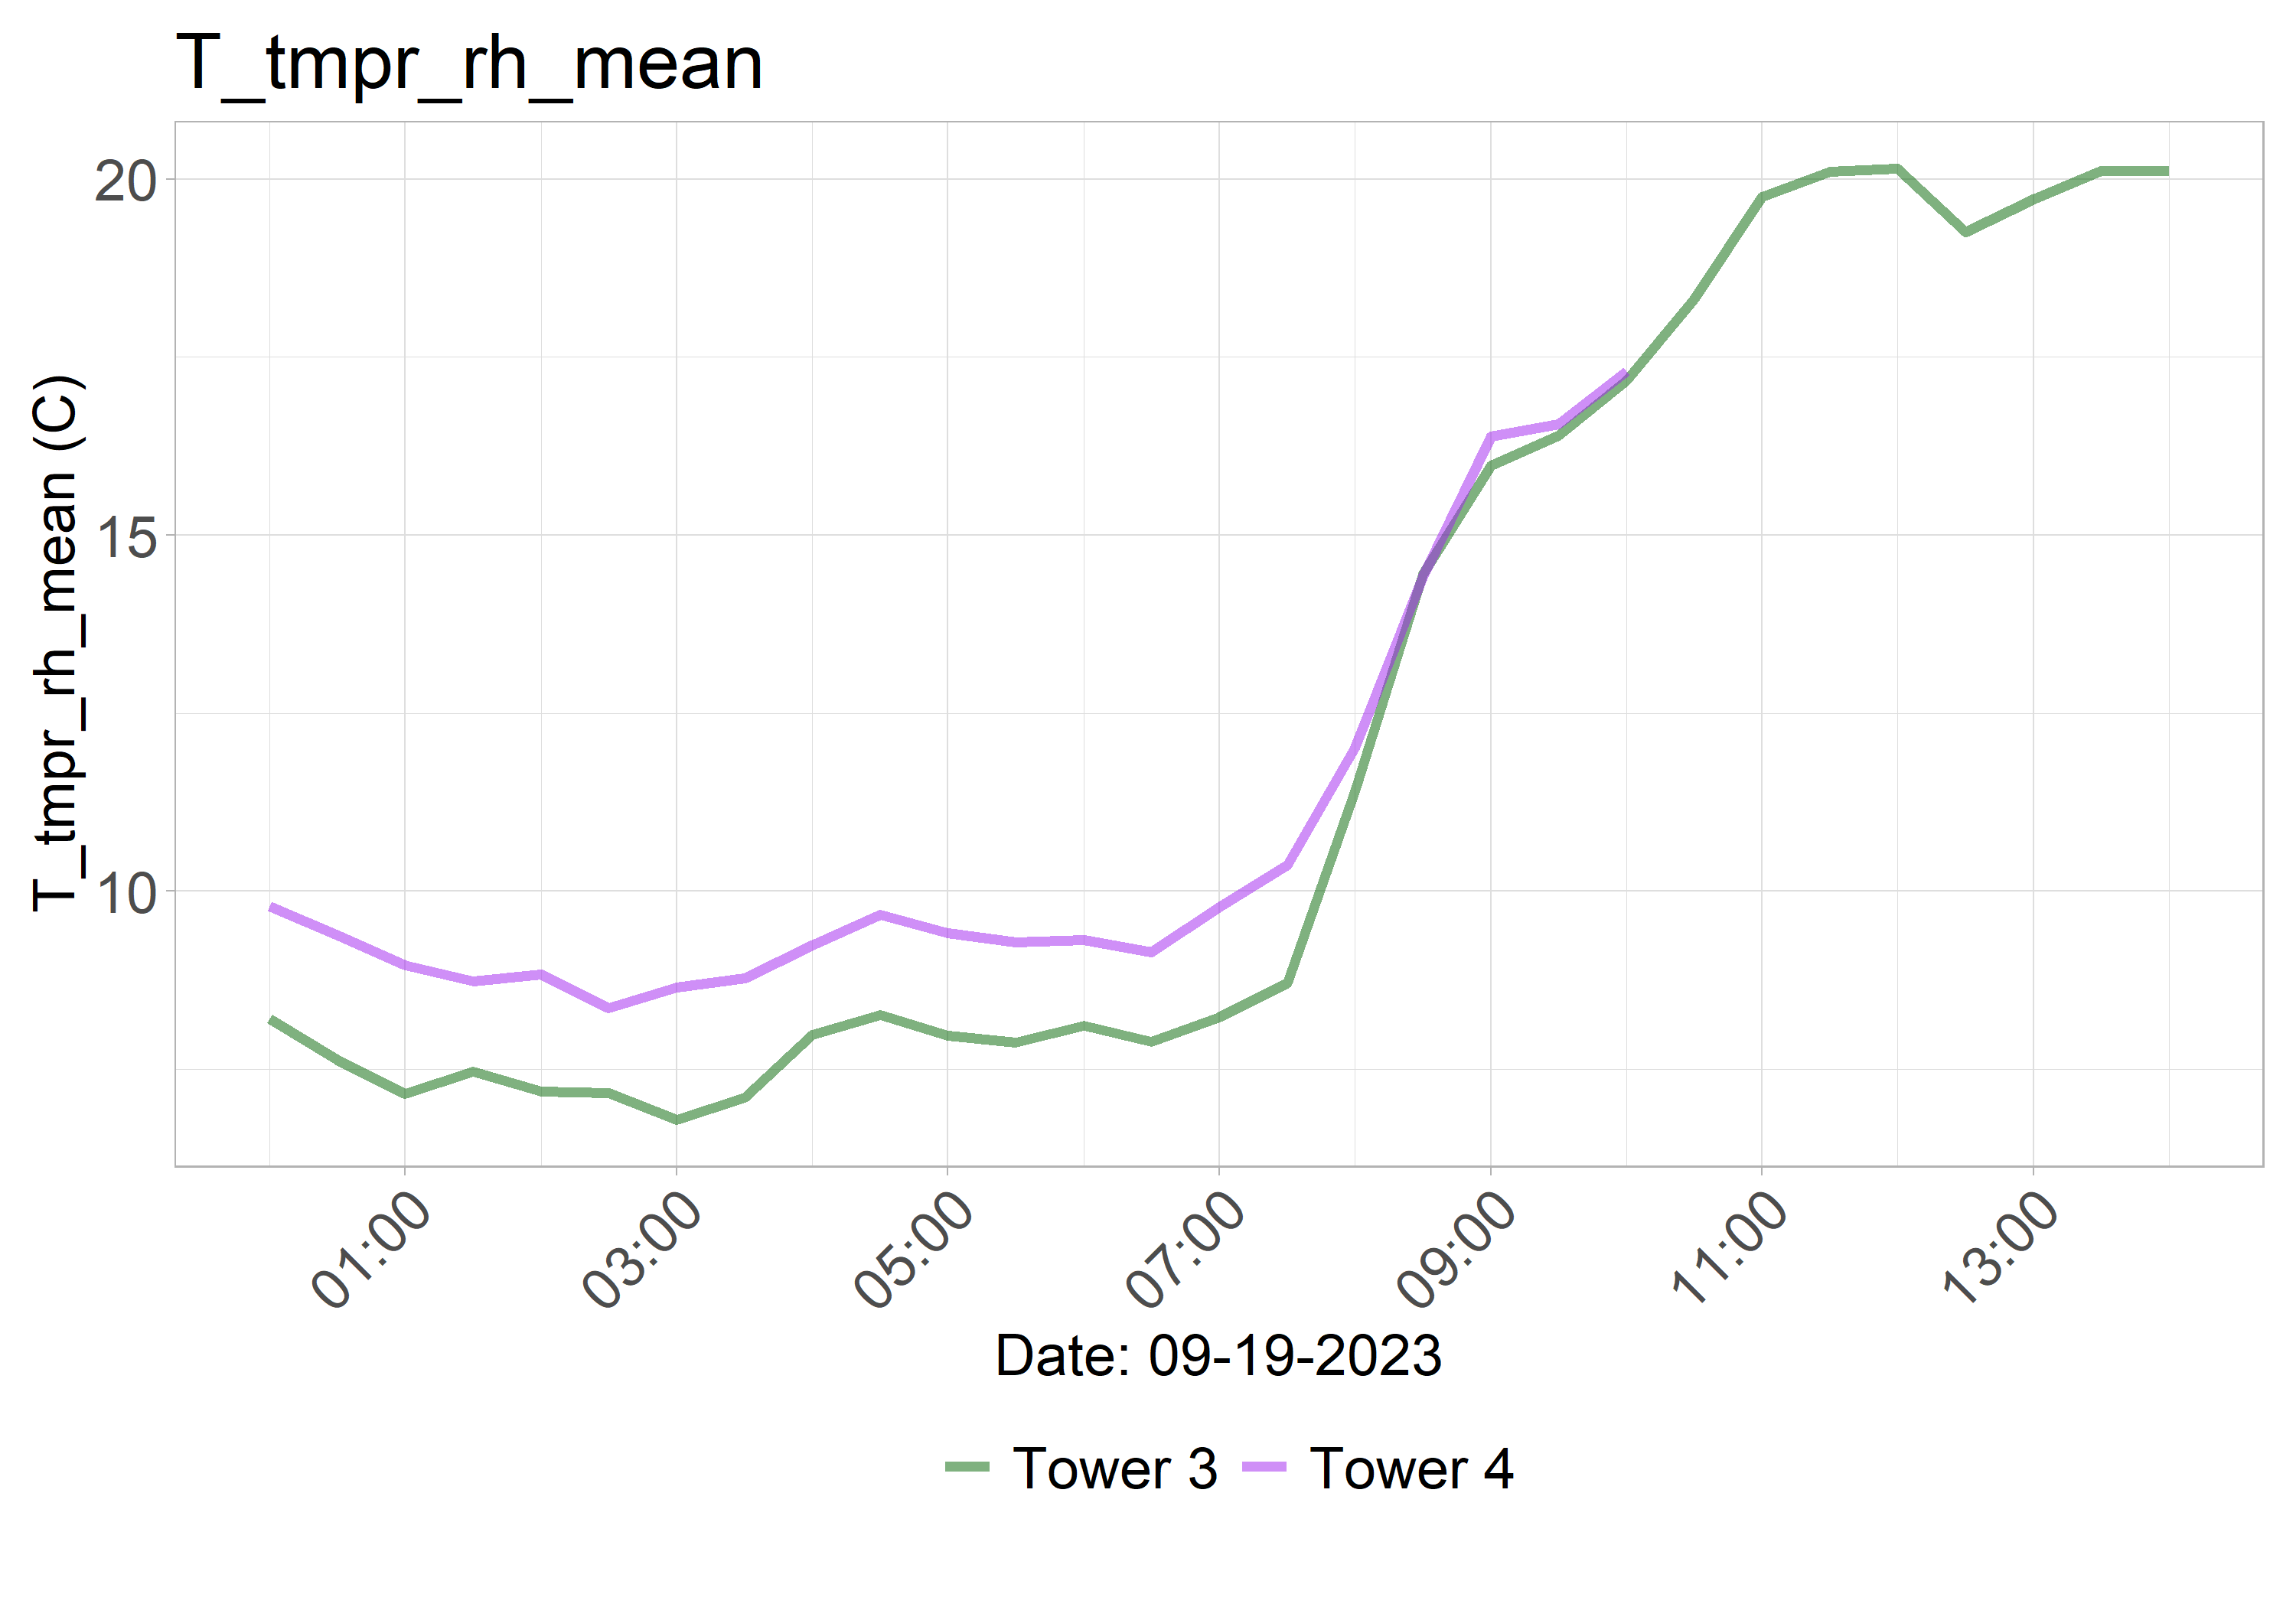 T_tmpr_rh_mean
T_tmpr_rh_mean (C)
20
15
10
01:00 03:00 05:00 07:00 09:00 11:00 13:00
Date: 09-19-2023
Tower 3 Tower 4